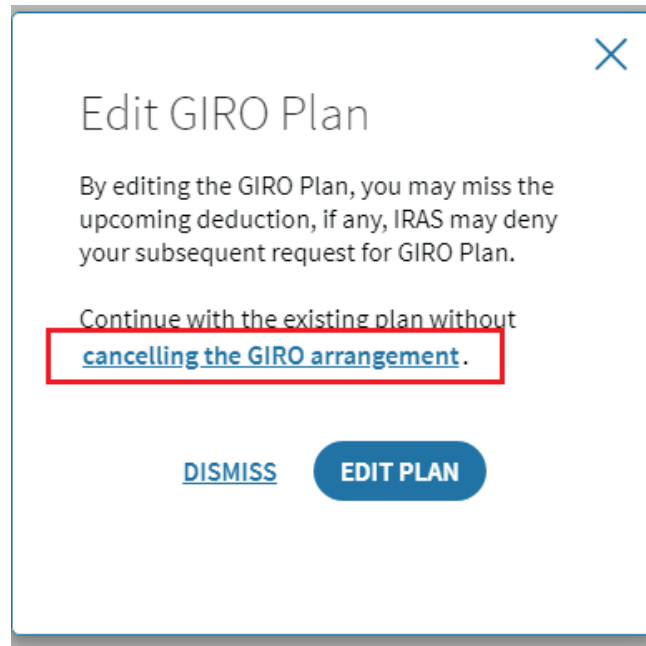 Edit GIRO Plan
By editing the GIRO Plan, you may miss the
upcoming deduction, if any, IRAS may deny
your subsequent request for GIRO Plan.
Continue with the existing plan without
cancelling the GIRO arrangement.
DISMISS
EDIT PLAN